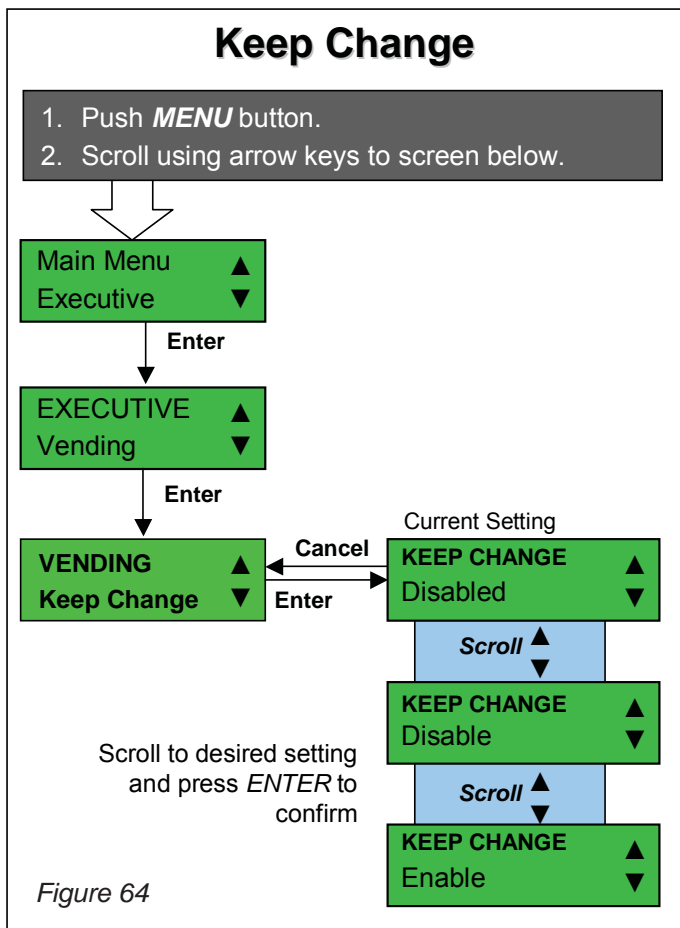 Keep Change
1. Push MENU button.
2. Scroll using arrow keys to screen below.
Main Menu ▲
Executive ▼
Enter
EXECUTIVE ▲
Vending ▼
Enter
VENDING ▲
Keep Change ▼
Cancel
Enter
Current Setting
KEEP CHANGE ▲
Disabled ▼
Scroll ▲
▼
KEEP CHANGE ▲
Disable ▼
Scroll ▲
▼
KEEP CHANGE ▲
Enable ▼
Scroll to desired setting
and press ENTER to
confirm
Figure 64